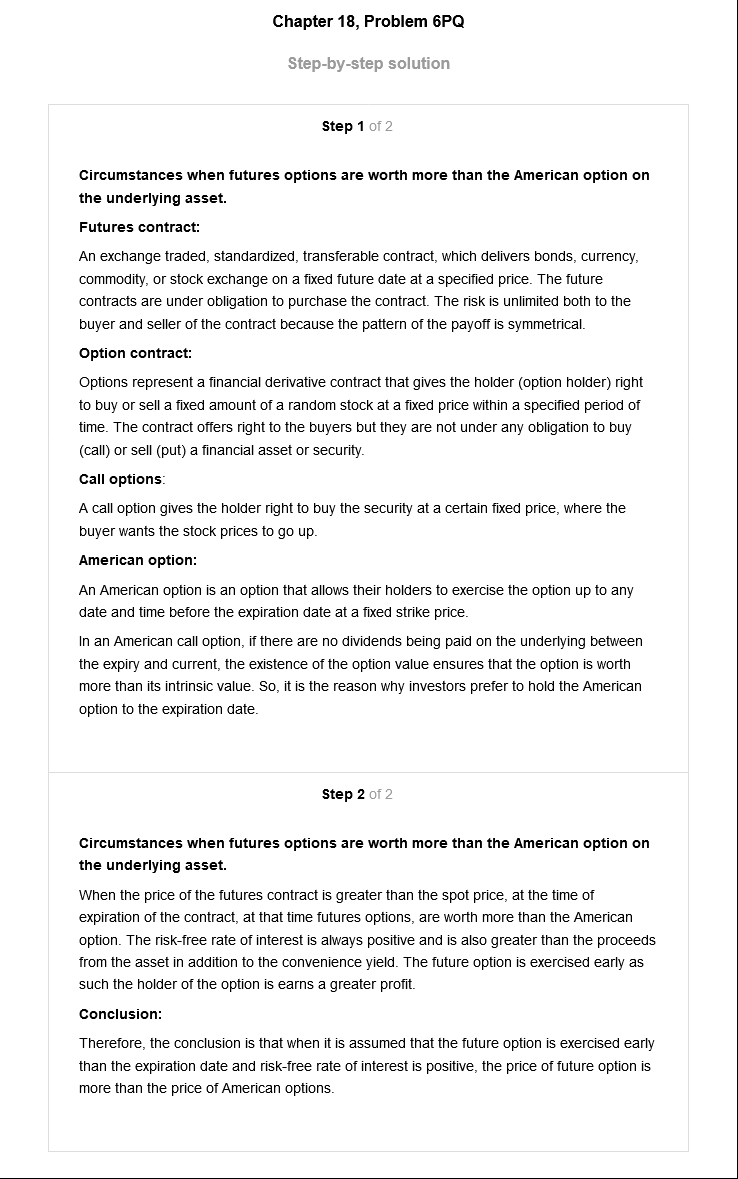 Chapter 18, Problem 6PQ
Step-by-step solution
Step 1 of 2
Circumstances when futures options are worth more than the American option on
the underlying asset.
Futures contract:
An exchange traded, standardized, transferable contract, which delivers bonds, currency,
commodity, or stock exchange on a fixed future date at a specified price. The future
contracts are under obligation to purchase the contract. The risk is unlimited both to the
buyer and seller of the contract because the pattern of the payoff is symmetrical.
Option contract:
Options represent a financial derivative contract that gives the holder (option holder) right
to buy or sell a fixed amount of a random stock at a fixed price within a specified period of
time. The contract offers right to the buyers but they are not under any obligation to buy
(call) or sell (put) a financial asset or security.
Call options:
A call option gives the holder right to buy the security at a certain fixed price, where the
buyer wants the stock prices to go up.
American option:
An American option is an option that allows their holders to exercise the option up to any
date and time before the expiration date at a fixed strike price.
In an American call option, if there are no dividends being paid on the underlying between
the expiry and current, the existence of the option value ensures that the option is worth
more than its intrinsic value. So, it is the reason why investors prefer to hold the American
option to the expiration date.
Step 2 of 2
Circumstances when futures options are worth more than the American option on
the underlying asset.
When the price of the futures contract is greater than the spot price, at the time of
expiration of the contract, at that time futures options, are worth more than the American
option. The risk-free rate of interest is always positive and is also greater than the proceeds
from the asset in addition to the convenience yield. The future option is exercised early as
such the holder of the option is earns a greater profit.
Conclusion:
Therefore, the conclusion is that when it is assumed that the future option is exercised early
than the expiration date and risk-free rate of interest is positive, the price of future option is
more than the price of American options.